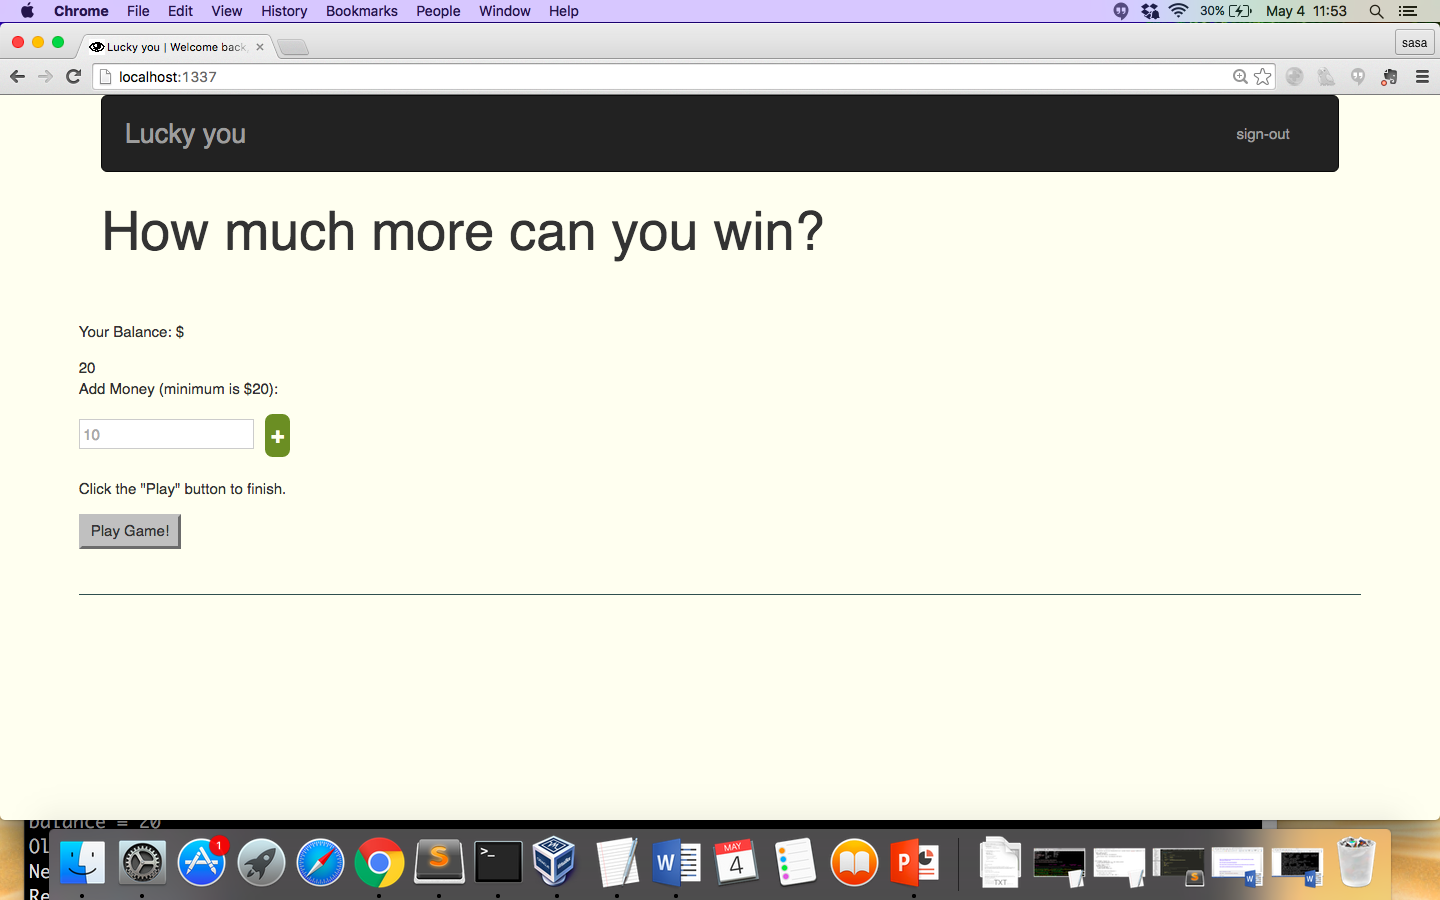 Chrome File Edit View History Bookmarks People Window Help 30% May 4 11:53
Lucky you | Welcome back, sasa
localhost:1337
Lucky you sign-out
How much more can you win?
Your Balance: $
20
Add Money (minimum is $20):
10
Click the "Play" button to finish.
Play Game!
balance = 20
Ol
Ne
Re
1
S
>_
W
MAY
4
P
TXT
S
W
W